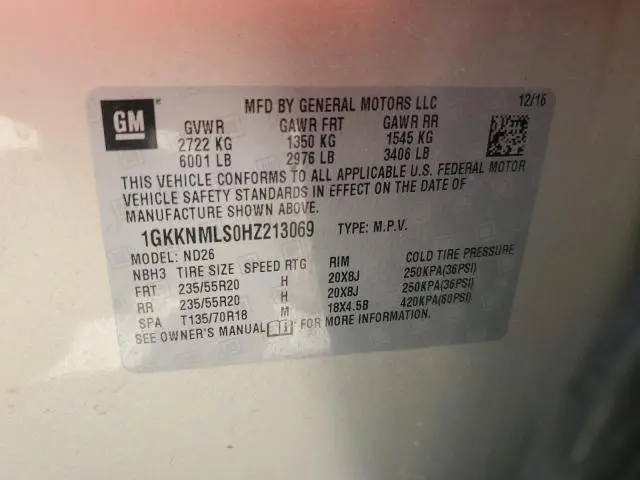 GM
MFD BY GENERAL MOTORS LLC 12/16
GVWR GAWR FRT GAWR RR
2722 KG 1350 KG 1545 KG
6001 LB 2976 LB 3406 LB
THIS VEHICLE CONFORMS TO ALL APPLICABLE U.S. FEDERAL MOTOR
VEHICLE SAFETY STANDARDS IN EFFECT ON THE DATE OF
MANUFACTURE SHOWN ABOVE.
1GKKNMLS0HZ213069 TYPE: M.P.V.
MODEL: ND26
NBH3 TIRE SIZE SPEED RTG RIM COLD TIRE PRESSURE
FRT 235/55R20 H 20X8J 250KPA(36PSI)
RR 235/55R20 H 20X8J 250KPA(36PSI)
SPA T135/70R18 M 18X4.5B 420KPA(60PSI)
SEE OWNER'S MANUAL FOR MORE INFORMATION.